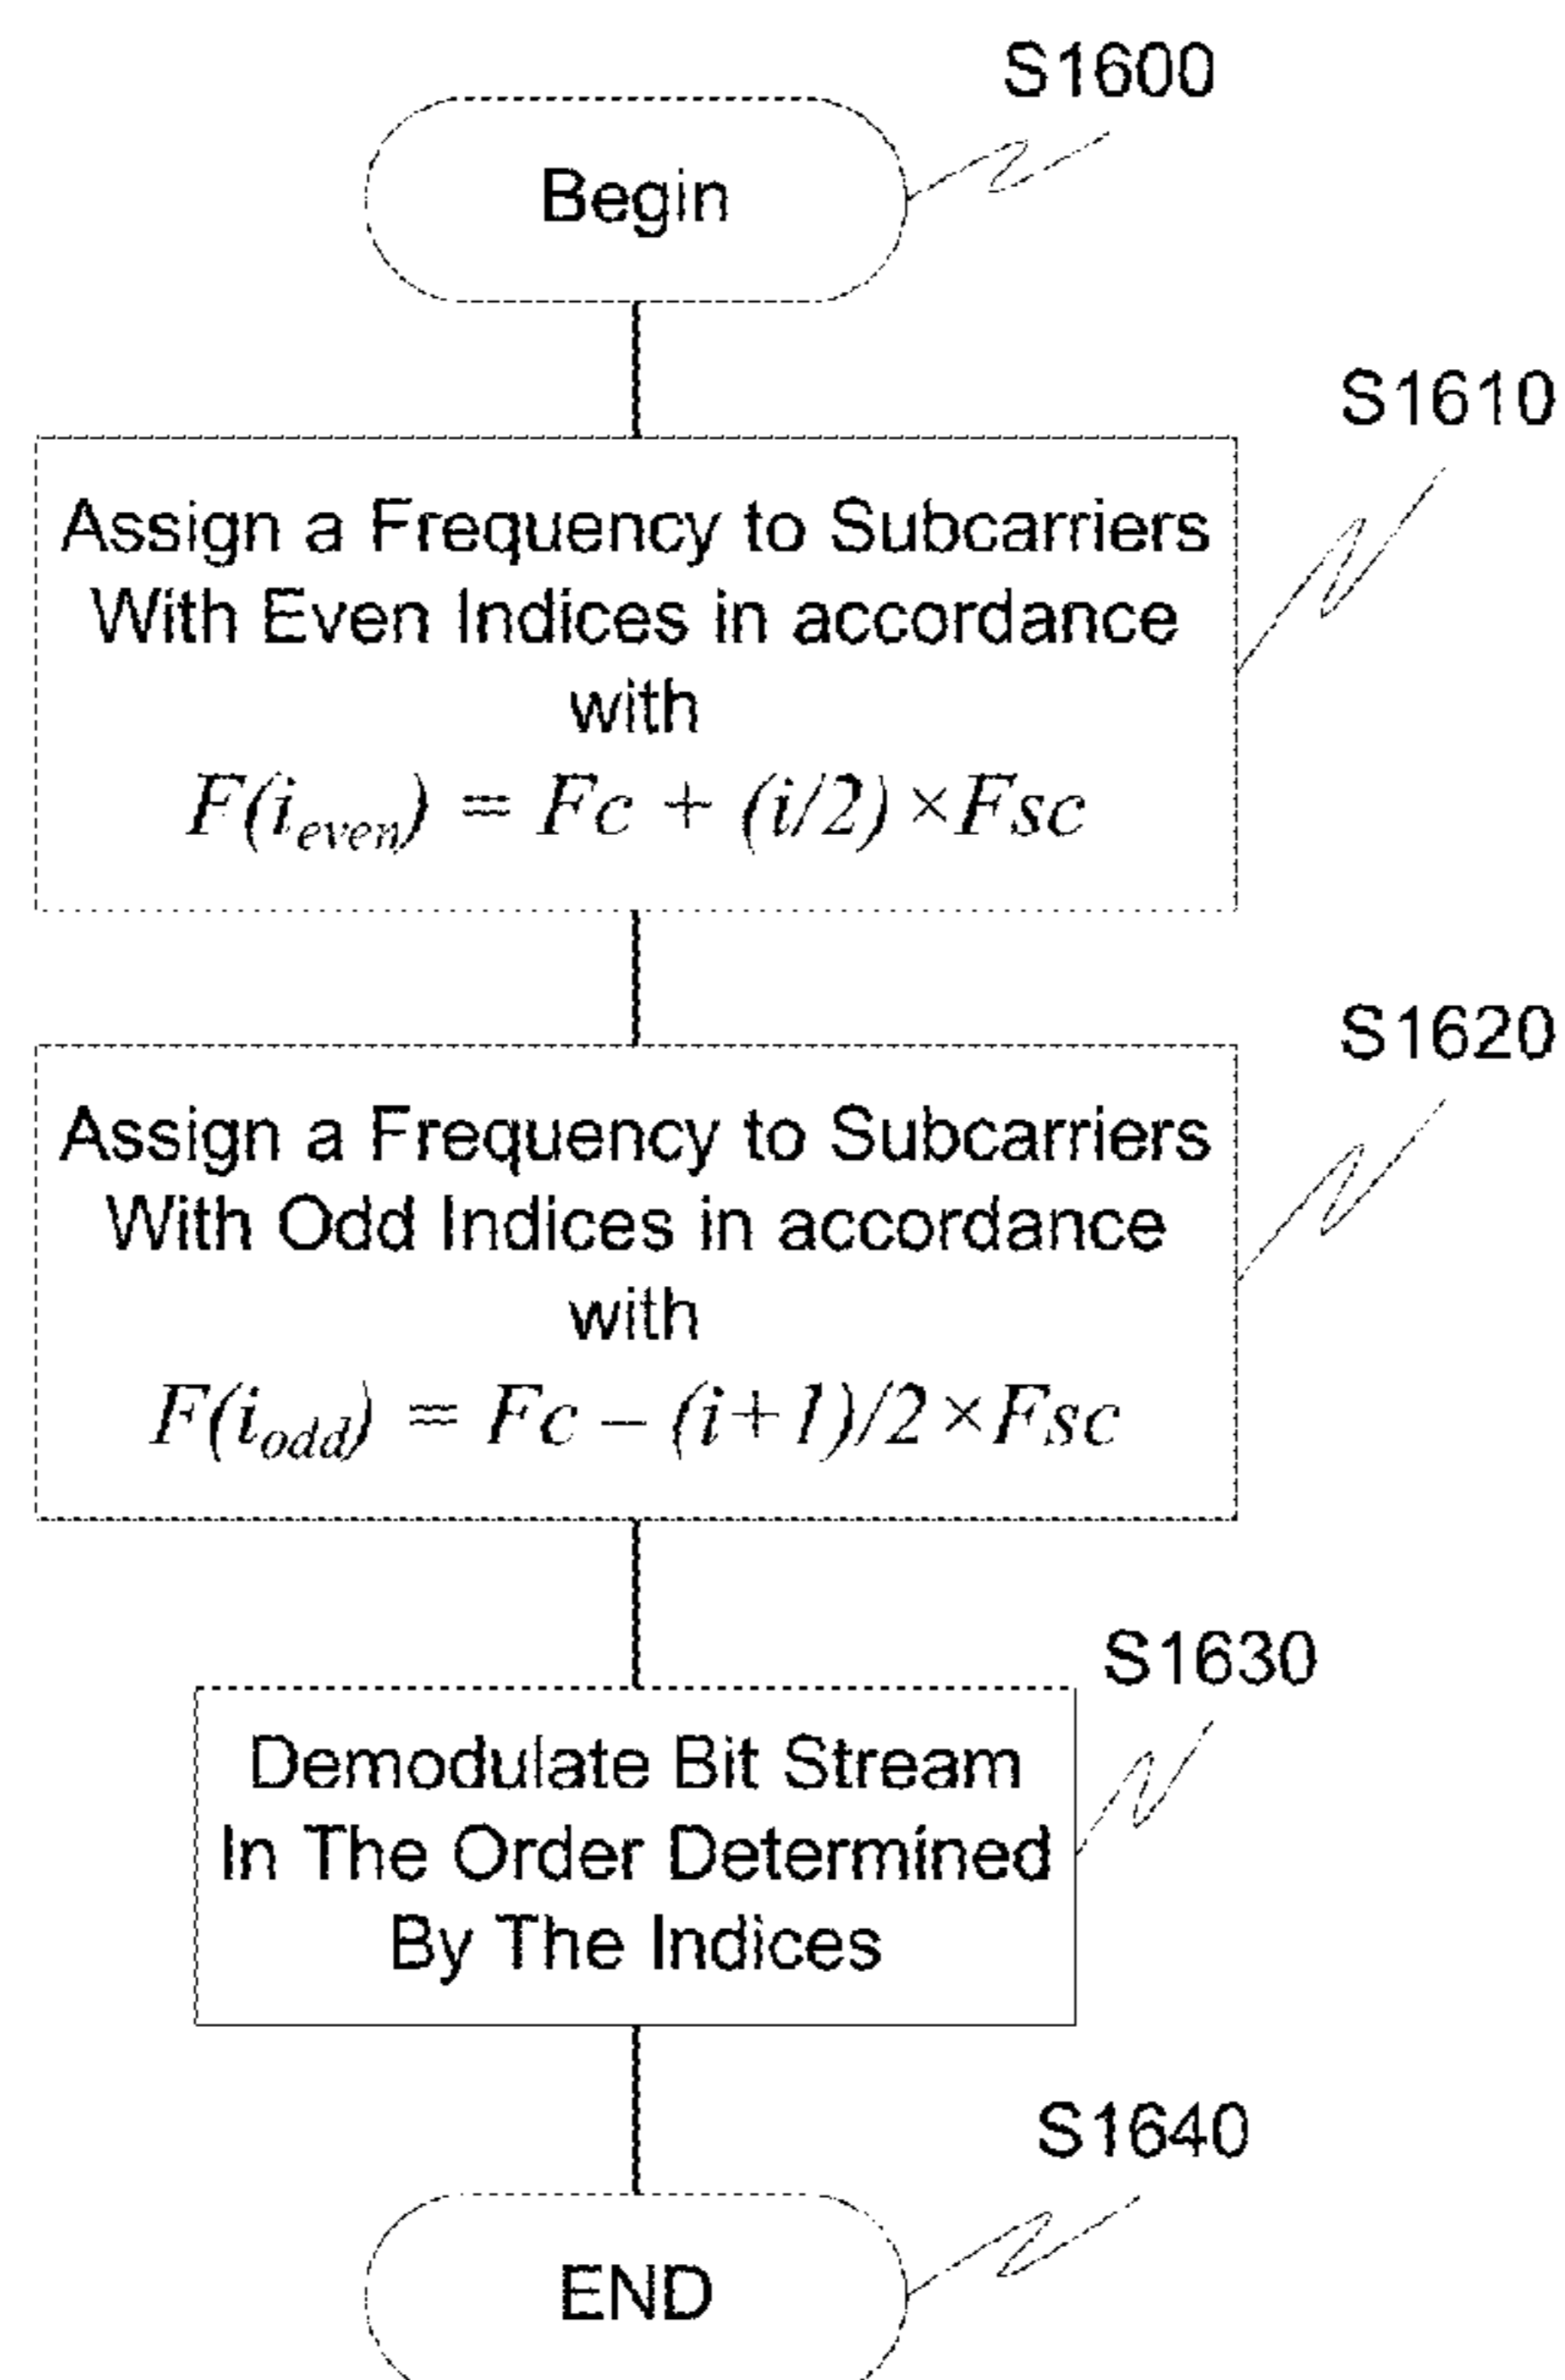 S1600
Begin
S1610
Assign a Frequency to Subcarriers
With Even Indices in accordance
with
F(i_even) = Fc + (i/2) ×Fsc
S1620
Assign a Frequency to Subcarriers
With Odd Indices in accordance
with
F(i_odd) = Fc – (i+1)/2 ×Fsc
S1630
Demodulate Bit Stream
In The Order Determined
By The Indices
S1640
END